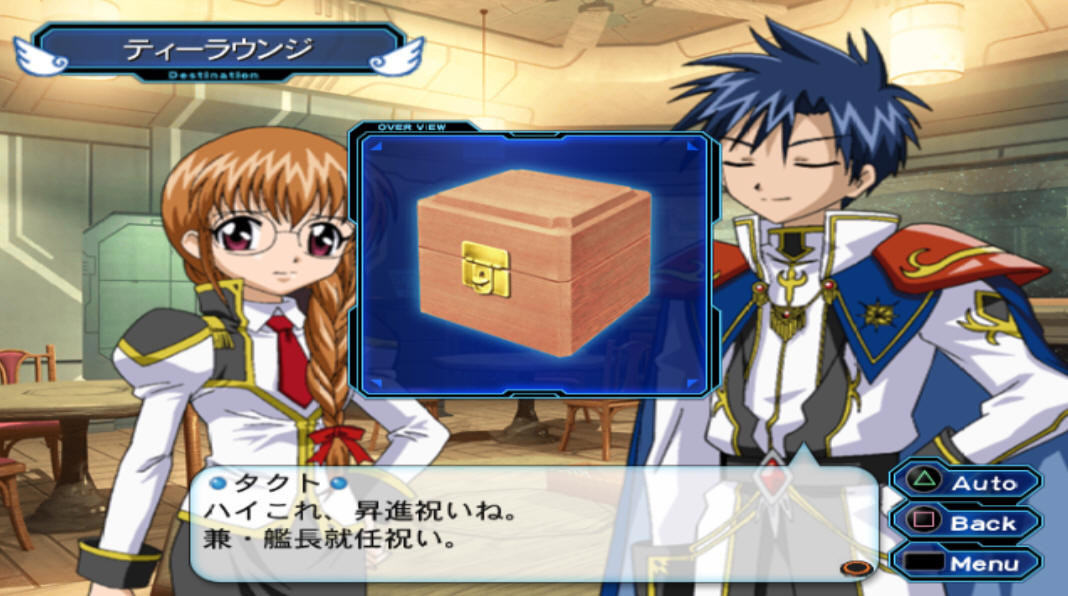 ティーラウンジ
Destination
OVER VIEW
タクト
ハイこれ、昇進祝いね。
兼・艦長就任祝い。
Auto
Back
Menu